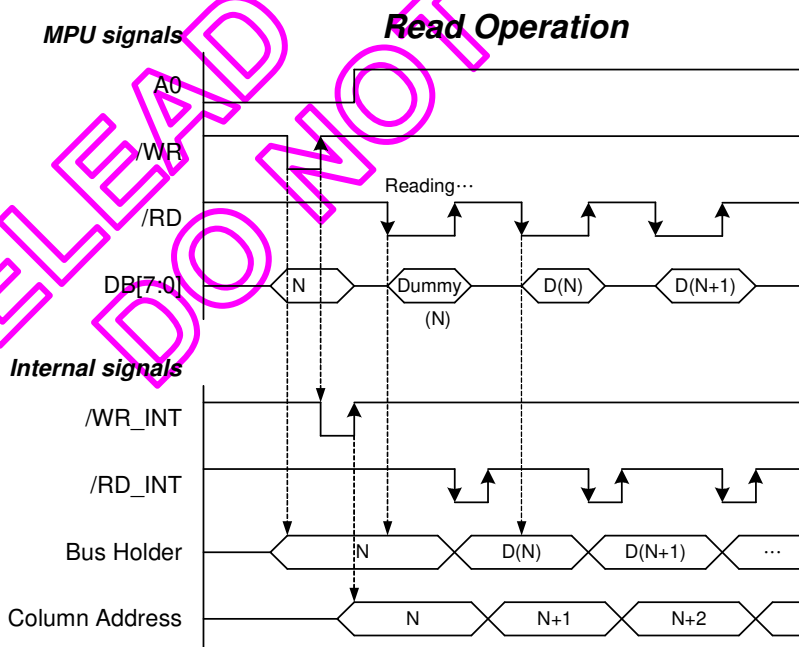 MPU signals
Read Operation
A0
/WR
Reading⋯
/RD
DB[7:0]
N
Dummy
D(N)
D(N+1)
(N)
Internal signals
/WR_INT
/RD_INT
Bus Holder
N
D(N)
D(N+1)
⋯
Column Address
N
N+1
N+2
ELEAD
DO NOT